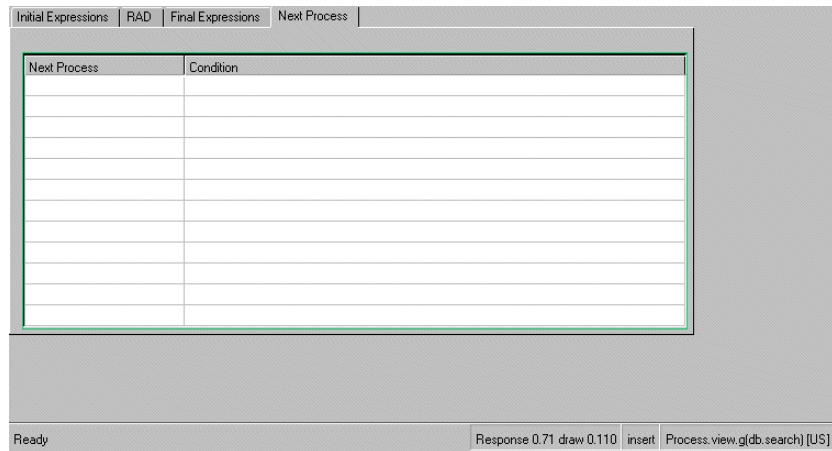 Initial Expressions RAD Final Expressions Next Process
Next Process Condition
Ready Response 0.71 draw 0.110 insert Process.view.g(db.search) [US]